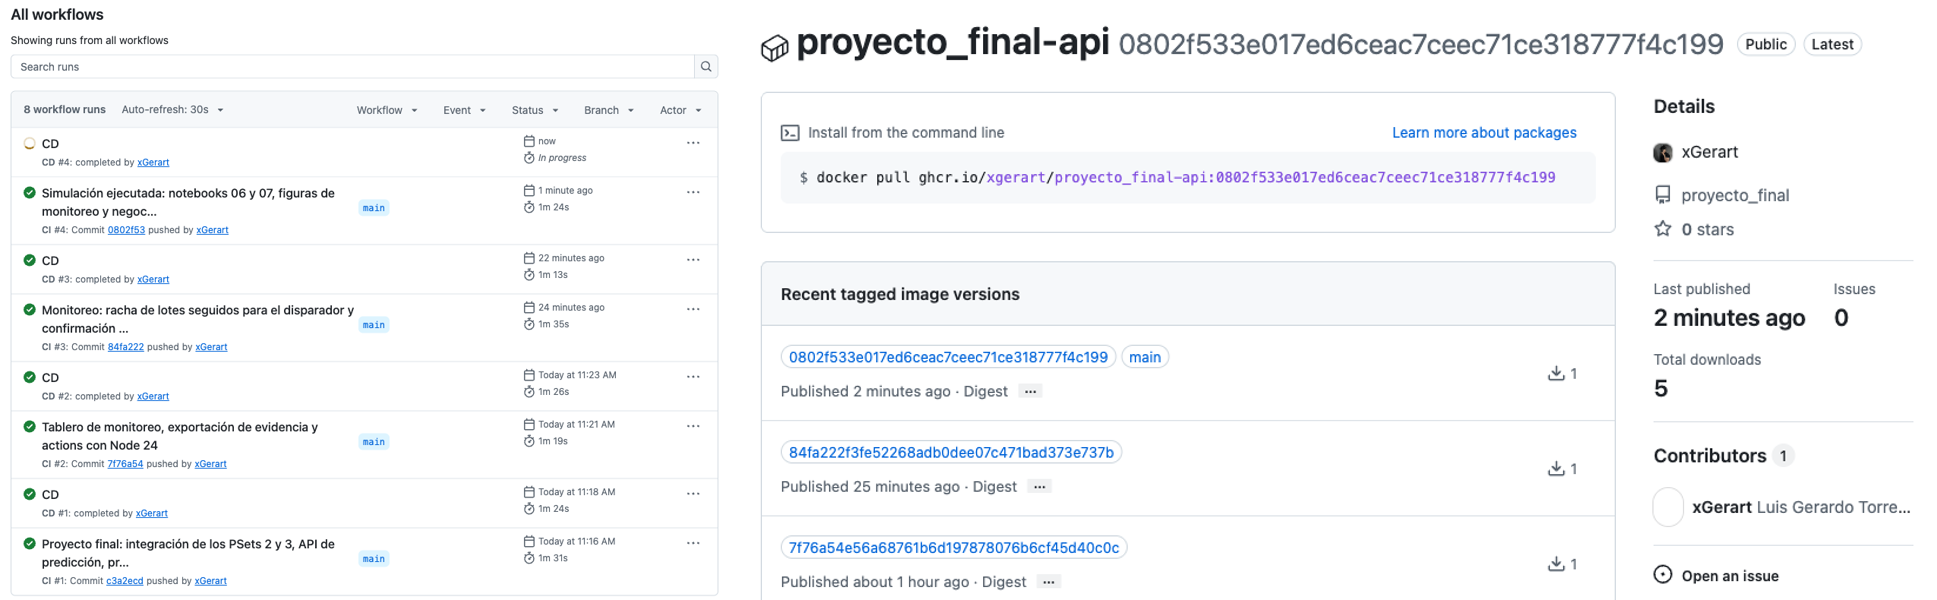 All workflows
Showing runs from all workflows
Search runs
8 workflow runs Auto-refresh: 30s Workflow Event Status Branch Actor
CD
CD #4: completed by xGerart
now
In progress
Simulación ejecutada: notebooks 06 y 07, figuras de
monitoreo y negoc...
CI #4: Commit 0802f53 pushed by xGerart
main
1 minute ago
1m 24s
CD
CD #3: completed by xGerart
22 minutes ago
1m 13s
Monitoreo: racha de lotes seguidos para el disparador y
confirmación ...
CI #3: Commit 84fa222 pushed by xGerart
main
24 minutes ago
1m 35s
CD
CD #2: completed by xGerart
Today at 11:23 AM
1m 26s
Tablero de monitoreo, exportación de evidencia y
actions con Node 24
CI #2: Commit 7f76a54 pushed by xGerart
main
Today at 11:21 AM
1m 19s
CD
CD #1: completed by xGerart
Today at 11:18 AM
1m 24s
Proyecto final: integración de los PSets 2 y 3, API de
predicción, pr...
CI #1: Commit c3a2ecd pushed by xGerart
main
Today at 11:16 AM
1m 31s
proyecto_final-api 0802f533e017ed6ceac7ceec71ce318777f4c199 Public Latest
Install from the command line Learn more about packages
$ docker pull ghcr.io/xgerart/proyecto_final-api:0802f533e017ed6ceac7ceec71ce318777f4c199
Recent tagged image versions
0802f533e017ed6ceac7ceec71ce318777f4c199 main
Published 2 minutes ago · Digest ...
1
84fa222f3fe52268adb0dee07c471bad373e737b
Published 25 minutes ago · Digest ...
1
7f76a54e56a68761b6d197878076b6cf45d40c0c
Published about 1 hour ago · Digest ...
1
Details
xGerart
proyecto_final
0 stars
Last published Issues
2 minutes ago 0
Total downloads
5
Contributors 1
xGerart Luis Gerardo Torre...
Open an issue